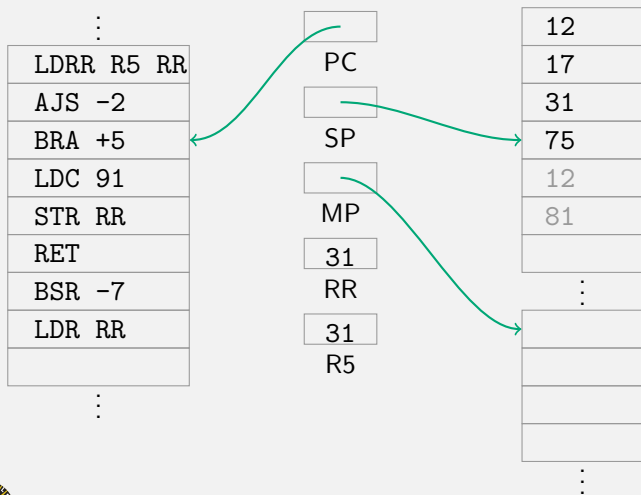 ⋮
LDRR R5 RR
AJS -2
BRA +5
LDC 91
STR RR
RET
BSR -7
LDR RR
⋮
PC
SP
MP
31
RR
31
R5
12
17
31
75
12
81
⋮
⋮